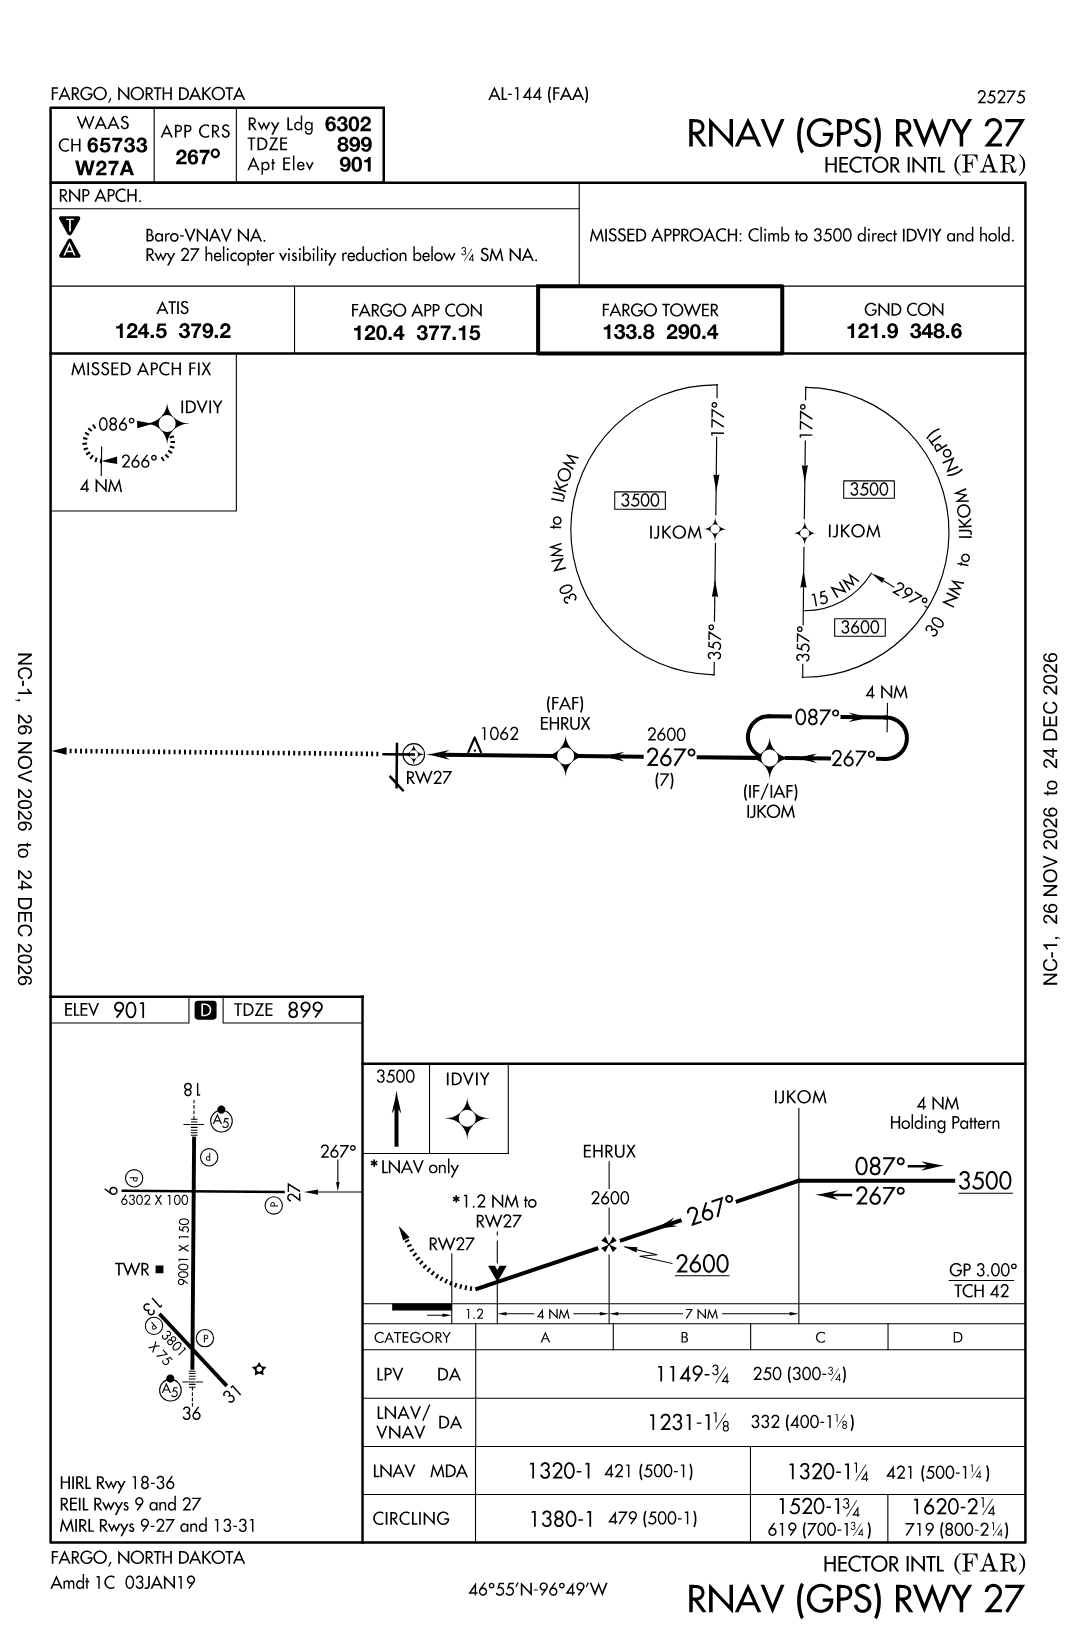 FARGO, NORTH DAKOTA
AL-144 (FAA)
25275
WAAS
CH 65733
W27A
APP CRS
267°
Rwy Ldg 6302
TDZE 899
Apt Elev 901
RNAV (GPS) RWY 27
HECTOR INTL (FAR)
RNP APCH.
T
A
Baro-VNAV NA.
Rwy 27 helicopter visibility reduction below ¾ SM NA.
MISSED APPROACH: Climb to 3500 direct IDVIY and hold.
ATIS
124.5 379.2
FARGO APP CON
120.4 377.15
FARGO TOWER
133.8 290.4
GND CON
121.9 348.6
MISSED APCH FIX
IDVIY
086°
266°
4 NM
30 NM to IJKOM
177°
3500
IJKOM
357°
177°
3500
IJKOM
15 NM
297°
3600
357°
30 NM to IJKOM (NoPT)
4 NM
087°
267°
(IF/IAF)
IJKOM
2600
267°
(7)
(FAF)
EHRUX
1062
RW27
NC-1, 26 NOV 2026 to 24 DEC 2026
NC-1, 26 NOV 2026 to 24 DEC 2026
ELEV 901
D
TDZE 899
18
A5
P
267°
P
9
27
6302 X 100
P
9001 X 150
TWR
13
P
3801
X 75
P
A5
31
36
HIRL Rwy 18-36
REIL Rwys 9 and 27
MIRL Rwys 9-27 and 13-31
3500
IDVIY
*LNAV only
*1.2 NM to
RW27
RW27
EHRUX
2600
2600
267°
IJKOM
4 NM
Holding Pattern
087°
267°
3500
GP 3.00°
TCH 42
1.2
4 NM
7 NM
CATEGORY A B C D
LPV DA 1149-¾ 250 (300-¾)
LNAV/
VNAV DA 1231-1⅛ 332 (400-1⅛)
LNAV MDA 1320-1 421 (500-1) 1320-1¼ 421 (500-1¼)
CIRCLING 1380-1 479 (500-1)
1520-1¾
619 (700-1¾)
1620-2¼
719 (800-2¼)
FARGO, NORTH DAKOTA
Amdt 1C 03JAN19
46°55'N-96°49'W
HECTOR INTL (FAR)
RNAV (GPS) RWY 27